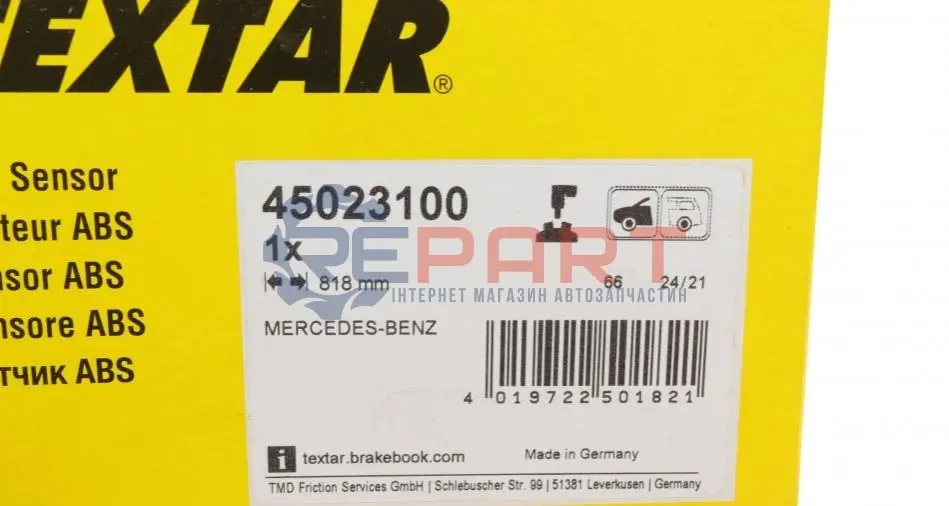 TEXTAR®
Sensor
teur ABS
nsor ABS
nsore ABS
тчик ABS
45023100
1x
818 mm
66 24/21
MERCEDES-BENZ
4 019722 501821
i textar.brakebook.com Made in Germany
TMD Friction Services GmbH | Schlebuscher Str. 99 | 51381 Leverkusen | Germany
REPART
ІНТЕРНЕТ МАГАЗИН АВТОЗАПЧАСТИН